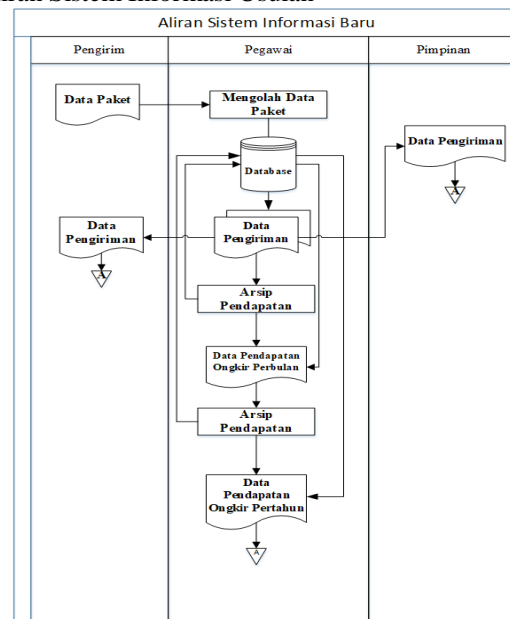 Aliran Sistem Informasi Baru
Pengirim
Pegawai
Pimpinan
Data Paket
Mengolah Data
Paket
Data Pengiriman
A
Database
Data
Pengiriman
A
Data
Pengiriman
Arsip
Pendapatan
Data Pendapatan
Ongkir Perbulan
Arsip
Pendapatan
Data
Pendapatan
Ongkir Pertahun
A